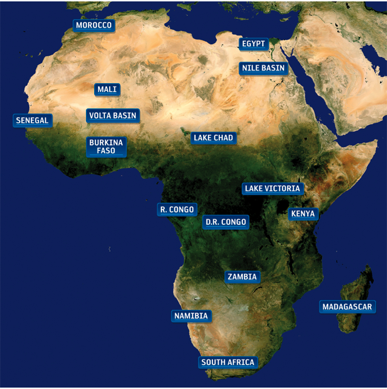 MOROCCO
EGYPT
NILE BASIN
MALI
VOLTA BASIN
SENEGAL
LAKE CHAD
BURKINA
FASO
LAKE VICTORIA
R. CONGO
KENYA
D.R. CONGO
ZAMBIA
MADAGASCAR
NAMIBIA
SOUTH AFRICA